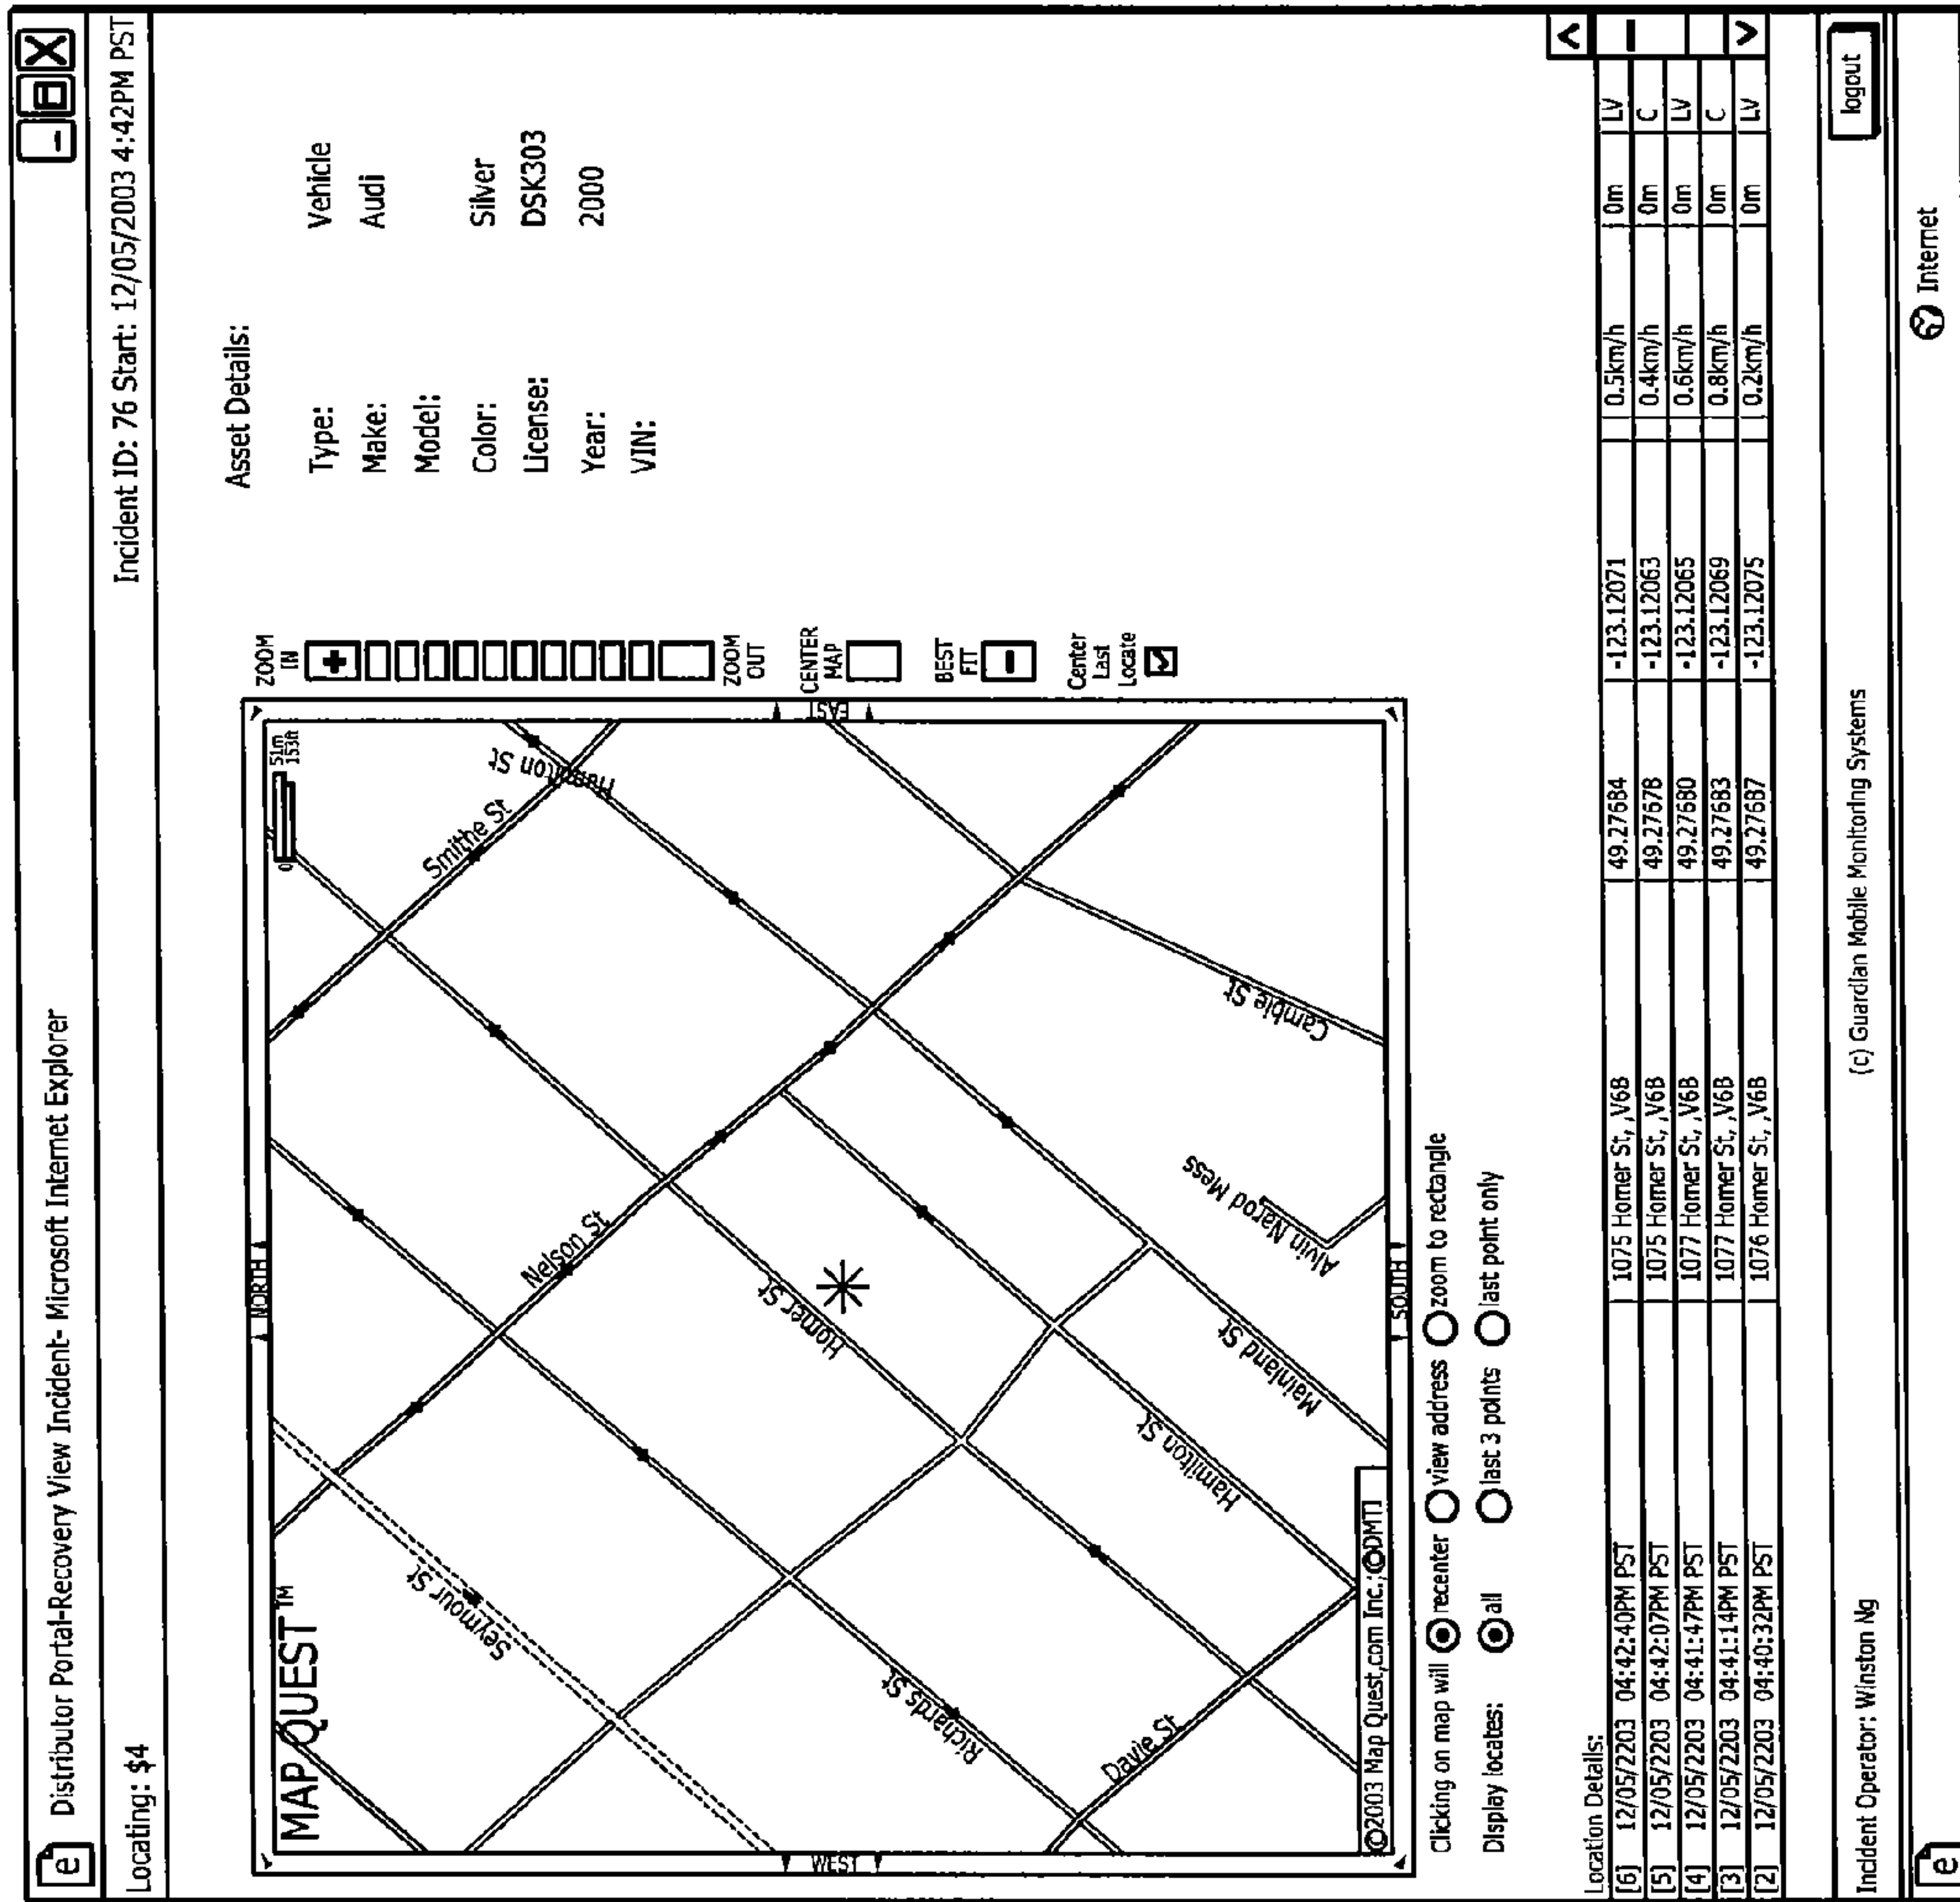 Distributor Portal-Recovery View Incident- Microsoft Internet Explorer
Locating: $4
Incident ID: 76 Start: 12/05/2003 4:42PM PST
MAP QUEST™
NORTH
WEST
EAST
SOUTH
0
51m
153ft
Seymour St
Nelson St
Smithe St
Hamilton St
Homer St
Richards St
Davie St
Hamilton St
Mainland St
Alvin Narod Mess
Cambie St
©2003 Map Quest,com Inc.;©DMTI
ZOOM
IN
+
ZOOM
OUT
CENTER
MAP
BEST
FIT
–
Center
Last
Locate
Asset Details:
Type: Vehicle
Make: Audi
Model:
Color: Silver
License: DSK303
Year: 2000
VIN:
Clicking on map will recenter view address zoom to rectangle
Display locates: all last 3 points last point only
Location Details:
[6] 12/05/2203 04:42:40PM PST 1075 Homer St, ,V6B 49.27684 -123.12071 0.5km/h 0m LV
[5] 12/05/2203 04:42:07PM PST 1075 Homer St, ,V6B 49.27678 -123.12063 0.4km/h 0m C
[4] 12/05/2203 04:41:47PM PST 1077 Homer St, ,V6B 49.27680 -123.12065 0.6km/h 0m LV
[3] 12/05/2203 04:41:14PM PST 1077 Homer St, ,V6B 49.27683 -123.12069 0.8km/h 0m C
[2] 12/05/2203 04:40:32PM PST 1076 Homer St, ,V6B 49.27687 -123.12075 0.2km/h 0m LV
Incident Operator: Winston Ng
(c) Guardian Mobile Monitoring Systems
logout
e
Internet